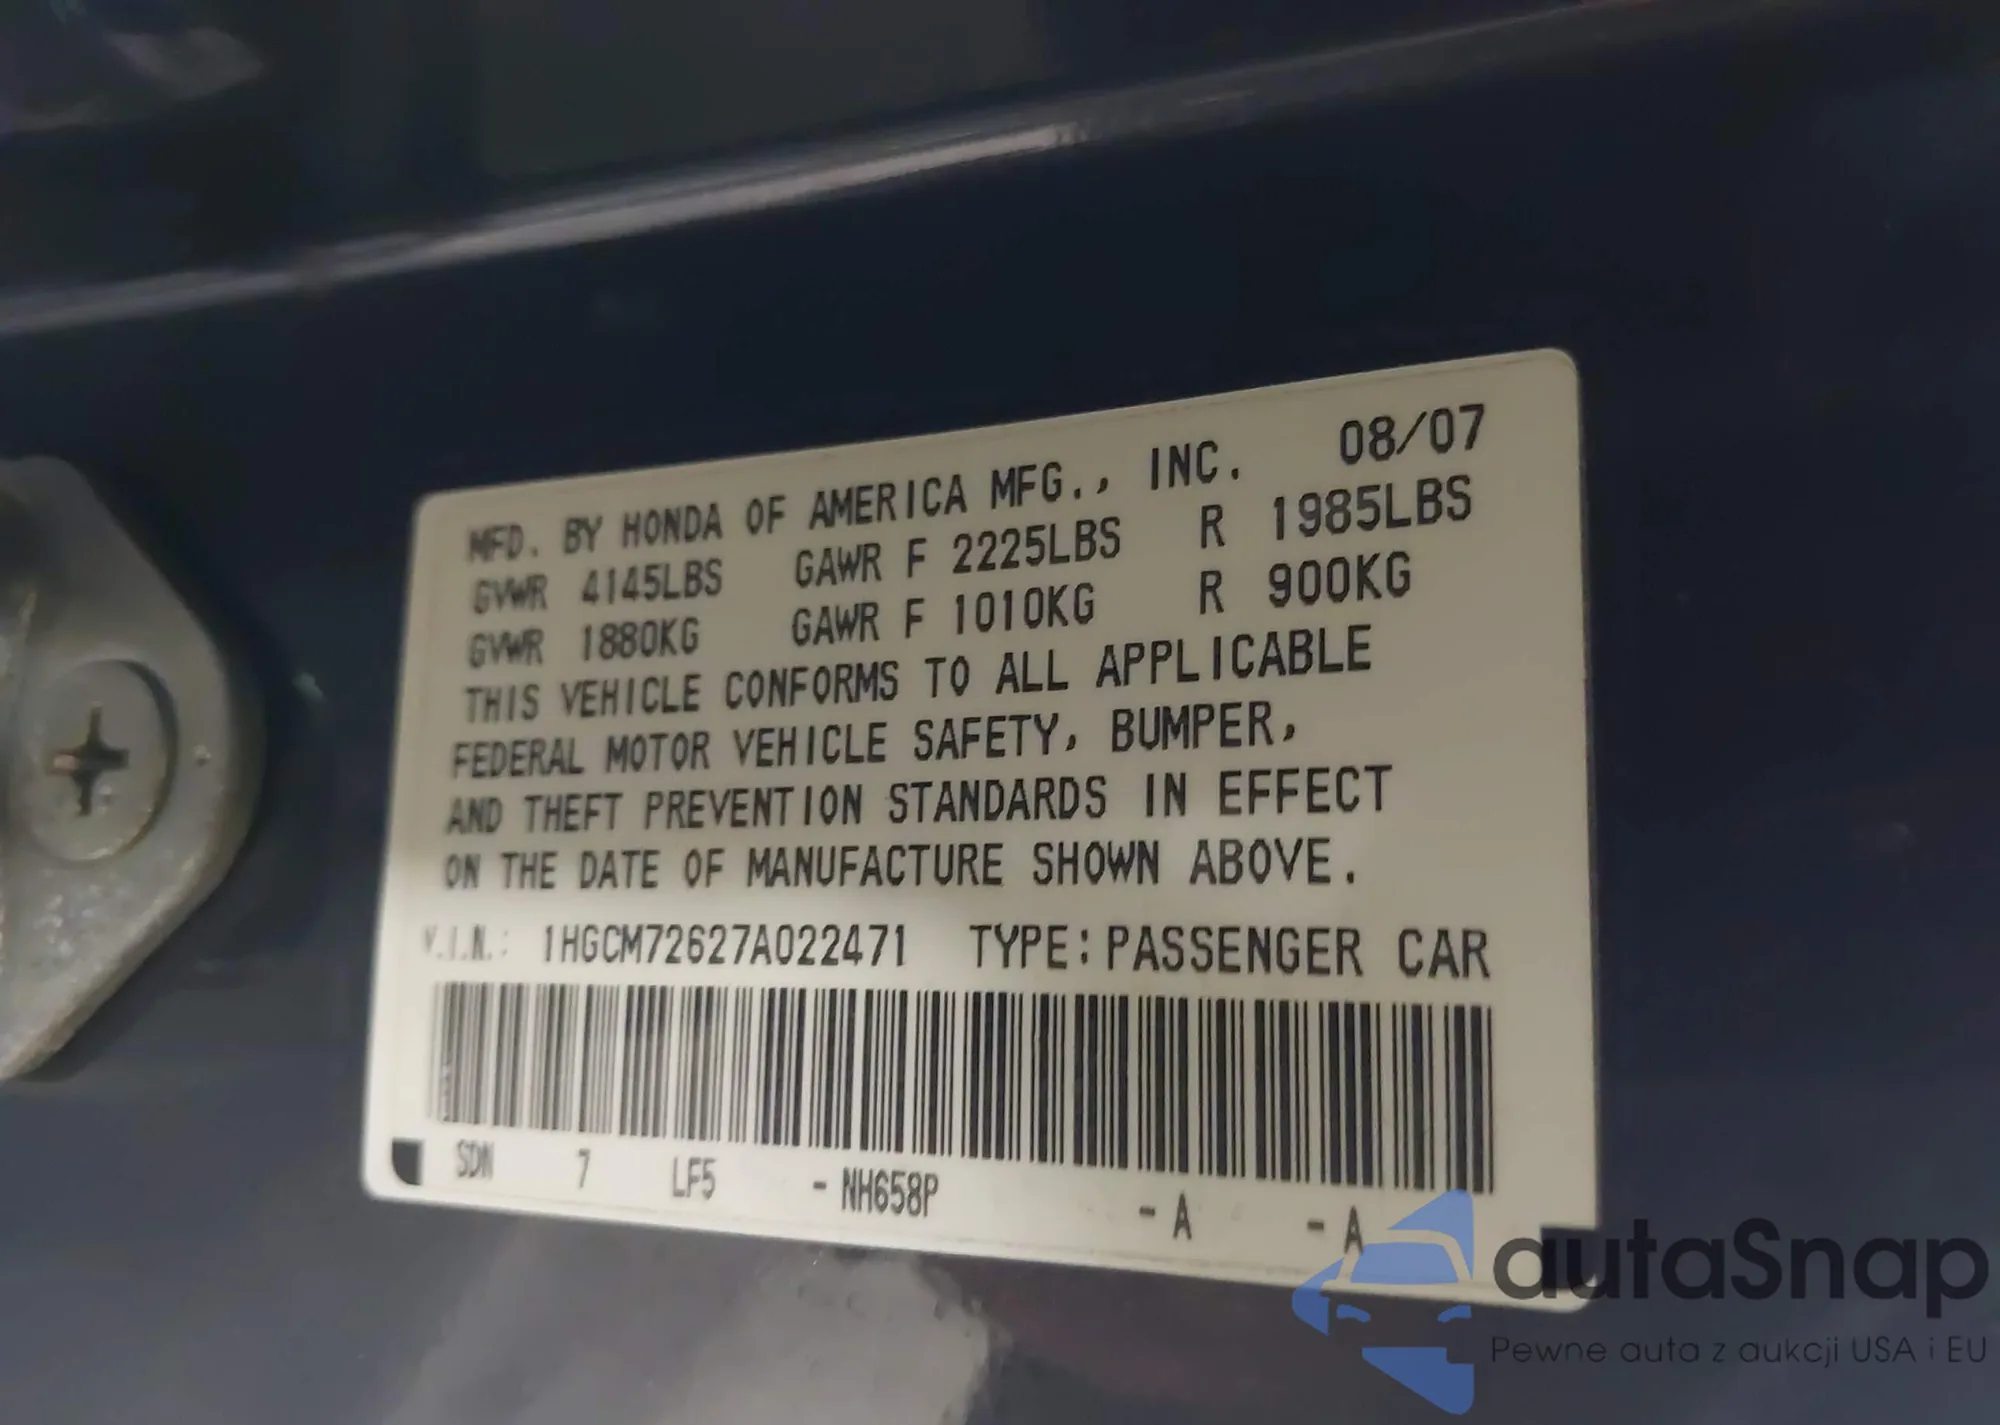 MFD. BY HONDA OF AMERICA MFG., INC. 08/07
GVWR 4145LBS GAWR F 2225LBS R 1985LBS
GVWR 1880KG GAWR F 1010KG R 900KG
THIS VEHICLE CONFORMS TO ALL APPLICABLE
FEDERAL MOTOR VEHICLE SAFETY, BUMPER,
AND THEFT PREVENTION STANDARDS IN EFFECT
ON THE DATE OF MANUFACTURE SHOWN ABOVE.
V.I.N.: 1HGCM72627A022471 TYPE: PASSENGER CAR
SDN 7 LF5 - NH658P - A - A
autaSnap
Pewne auta z aukcji USA i EU